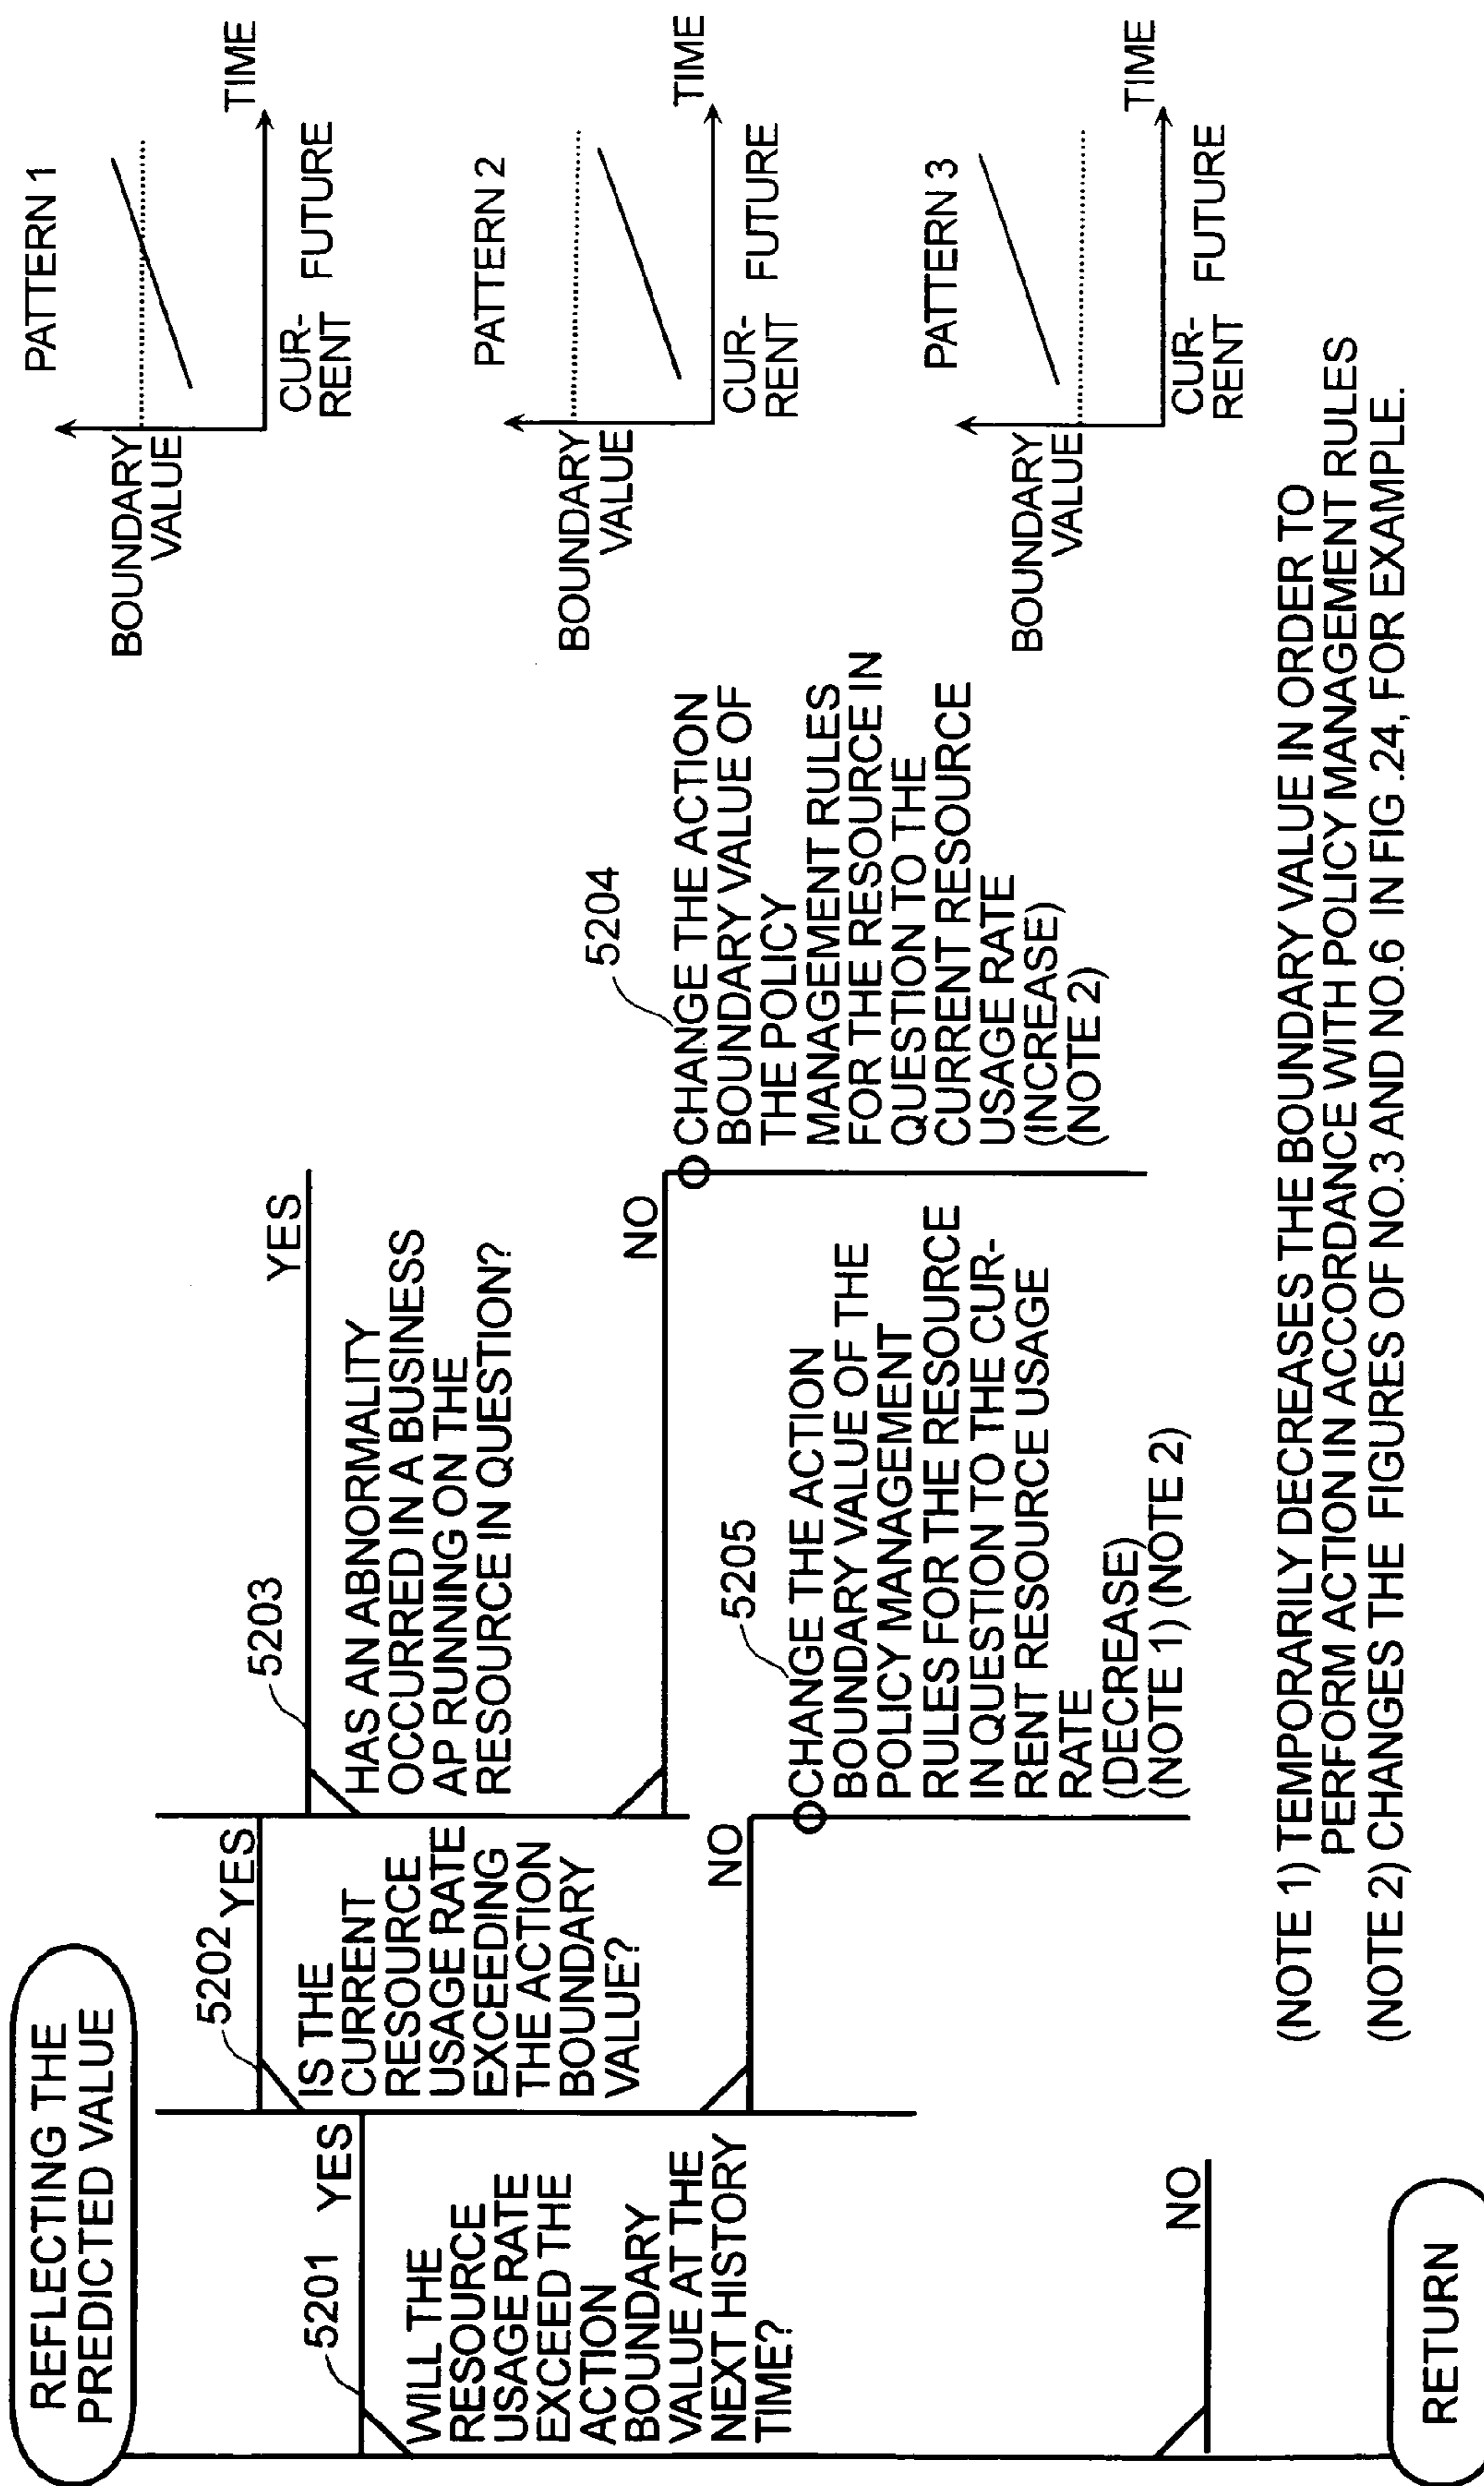 REFLECTING THE
PREDICTED VALUE
5201
YES
WILL THE
RESOURCE
USAGE RATE
EXCEED THE
ACTION
BOUNDARY
VALUE AT THE
NEXT HISTORY
TIME?
NO
RETURN
5202
YES
IS THE
CURRENT
RESOURCE
USAGE RATE
EXCEEDING
THE ACTION
BOUNDARY
VALUE?
NO
5203
YES
HAS AN ABNORMALITY
OCCURRED IN A BUSINESS
AP RUNNING ON THE
RESOURCE IN QUESTION?
NO
5205
CHANGE THE ACTION
BOUNDARY VALUE OF THE
POLICY MANAGEMENT
RULES FOR THE RESOURCE
IN QUESTION TO THE CUR-
RENT RESOURCE USAGE
RATE
(DECREASE)
(NOTE 1) (NOTE 2)
5204
CHANGE THE ACTION
BOUNDARY VALUE OF
THE POLICY
MANAGEMENT RULES
FOR THE RESOURCE IN
QUESTION TO THE
CURRENT RESOURCE
USAGE RATE
(INCREASE)
(NOTE 2)
PATTERN 1
BOUNDARY
VALUE
TIME
CUR-
RENT
FUTURE
PATTERN 2
BOUNDARY
VALUE
TIME
CUR-
RENT
FUTURE
PATTERN 3
BOUNDARY
VALUE
TIME
CUR-
RENT
FUTURE
(NOTE 1) TEMPORARILY DECREASES THE BOUNDARY VALUE IN ORDER TO
PERFORM ACTION IN ACCORDANCE WITH POLICY MANAGEMENT RULES
(NOTE 2) CHANGES THE FIGURES OF NO.3 AND NO.6 IN FIG .24, FOR EXAMPLE.